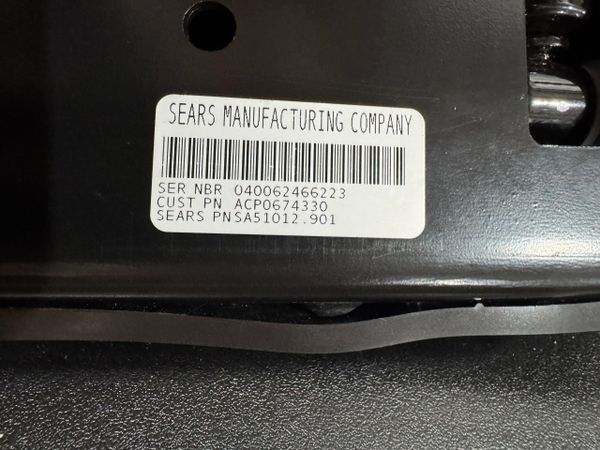 SEARS MANUFACTURING COMPANY
SER NBR 040062466223
CUST PN ACP0674330
SEARS PNSA51012.901